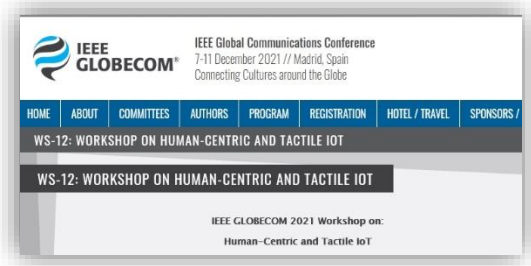 IEEE
GLOBECOM®
IEEE Global Communications Conference
7-11 December 2021 // Madrid, Spain
Connecting Cultures around the Globe
HOME ABOUT COMMITTEES AUTHORS PROGRAM REGISTRATION HOTEL / TRAVEL SPONSORS /
WS-12: WORKSHOP ON HUMAN-CENTRIC AND TACTILE IOT
WS-12: WORKSHOP ON HUMAN-CENTRIC AND TACTILE IOT
IEEE GLOBECOM 2021 Workshop on:
Human-Centric and Tactile IoT